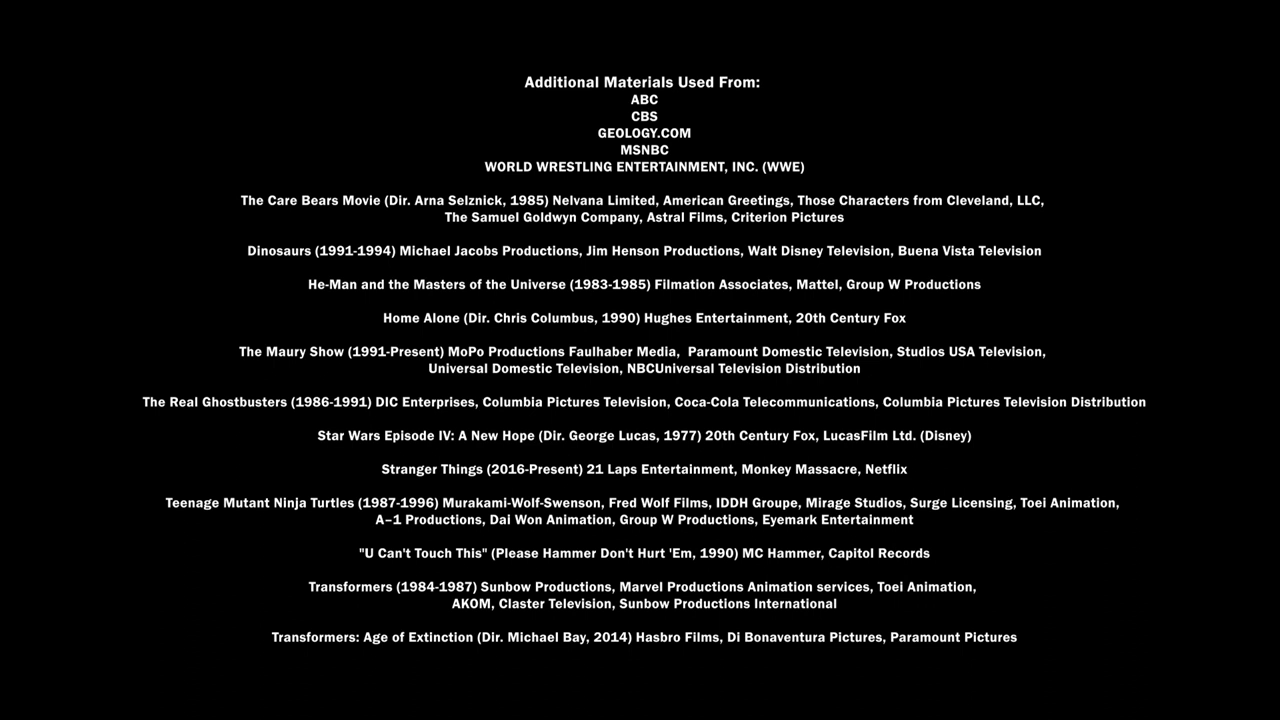 Additional Materials Used From:
ABC
CBS
GEOLOGY.COM
MSNBC
WORLD WRESTLING ENTERTAINMENT, INC. (WWE)
The Care Bears Movie (Dir. Arna Selznick, 1985) Nelvana Limited, American Greetings, Those Characters from Cleveland, LLC,
The Samuel Goldwyn Company, Astral Films, Criterion Pictures
Dinosaurs (1991-1994) Michael Jacobs Productions, Jim Henson Productions, Walt Disney Television, Buena Vista Television
He-Man and the Masters of the Universe (1983-1985) Filmation Associates, Mattel, Group W Productions
Home Alone (Dir. Chris Columbus, 1990) Hughes Entertainment, 20th Century Fox
The Maury Show (1991-Present) MoPo Productions Faulhaber Media,  Paramount Domestic Television, Studios USA Television,
Universal Domestic Television, NBCUniversal Television Distribution
The Real Ghostbusters (1986-1991) DIC Enterprises, Columbia Pictures Television, Coca-Cola Telecommunications, Columbia Pictures Television Distribution
Star Wars Episode IV: A New Hope (Dir. George Lucas, 1977) 20th Century Fox, LucasFilm Ltd. (Disney)
Stranger Things (2016-Present) 21 Laps Entertainment, Monkey Massacre, Netflix
Teenage Mutant Ninja Turtles (1987-1996) Murakami-Wolf-Swenson, Fred Wolf Films, IDDH Groupe, Mirage Studios, Surge Licensing, Toei Animation,
A–1 Productions, Dai Won Animation, Group W Productions, Eyemark Entertainment
"U Can't Touch This" (Please Hammer Don't Hurt 'Em, 1990) MC Hammer, Capitol Records
Transformers (1984-1987) Sunbow Productions, Marvel Productions Animation services, Toei Animation,
AKOM, Claster Television, Sunbow Productions International
Transformers: Age of Extinction (Dir. Michael Bay, 2014) Hasbro Films, Di Bonaventura Pictures, Paramount Pictures